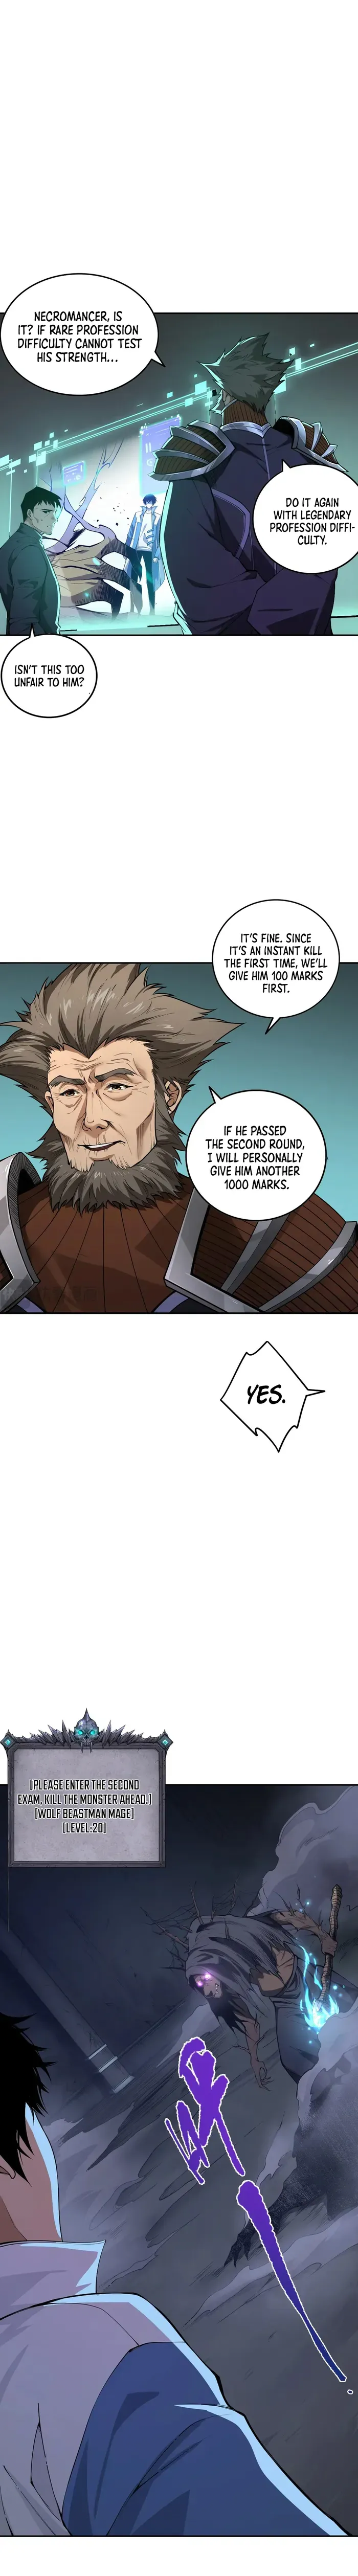 NECROMANCER, IS
IT? IF RARE PROFESSION
DIFFICULTY CANNOT TEST
HIS STRENGTH...
DO IT AGAIN
WITH LEGENDARY
PROFESSION DIFFI-
CULTY.
ISN'T THIS TOO
UNFAIR TO HIM?
IT'S FINE. SINCE
IT'S AN INSTANT KILL
THE FIRST TIME, WE'LL
GIVE HIM 100 MARKS
FIRST.
IF HE PASSED
THE SECOND ROUND,
I WILL PERSONALLY
GIVE HIM ANOTHER
1000 MARKS.
YES.
[PLEASE ENTER THE SECOND
EXAM, KILL THE MONSTER AHEAD.]
[WOLF BEASTMAN MAGE]
[LEVEL:20]